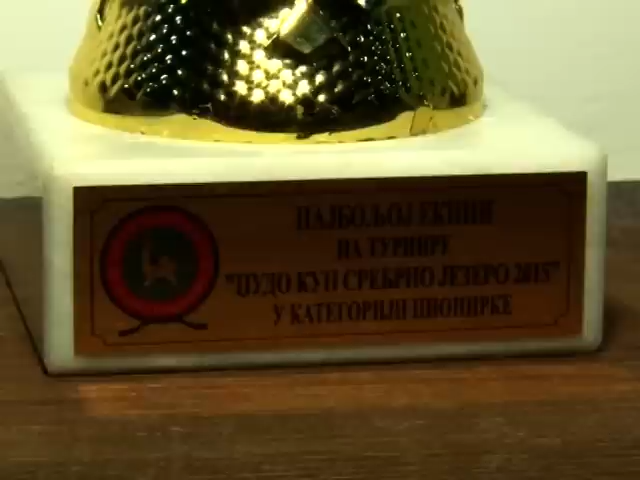 НАЈБОЉОЈ ЕКИПИ
НА ТУРНИРУ
"ЏУДО КУП СРЕБРНО ЈЕЗЕРО 2015"
У КАТЕГОРИЈИ ПИОНИРКЕ